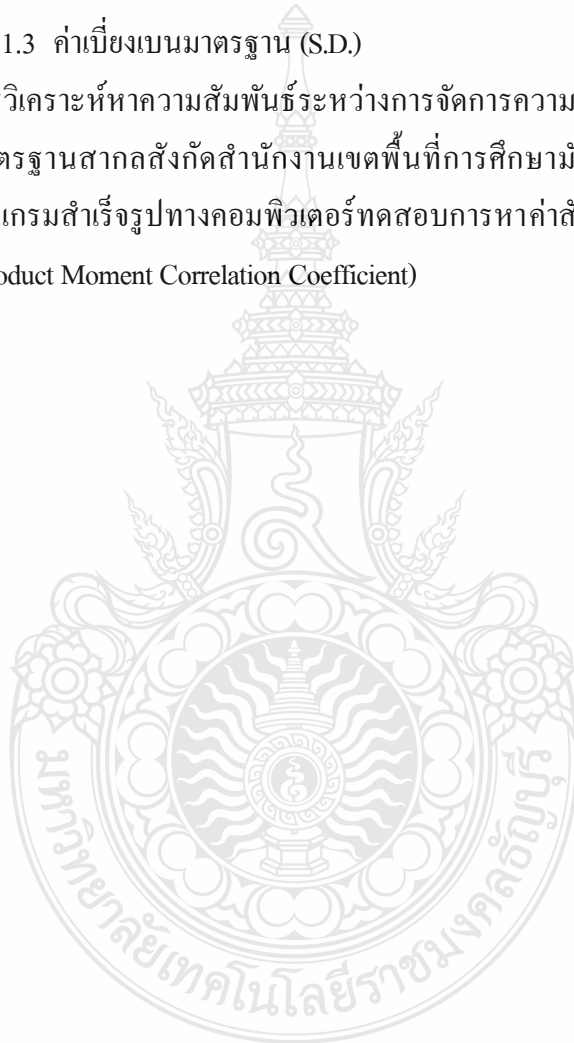 1.3 ค่าเบี่ยงเบนมาตรฐาน (S.D.)
วิเคราะห์หาความสัมพันธ์ระหว่างการจัดการความ
ตรฐานสากลสังกัดสำนักงานเขตพื้นที่การศึกษามั
แกรมสำเร็จรูปทางคอมพิวเตอร์ทดสอบการหาค่าสั
oduct Moment Correlation Coefficient)
มหาวิทยาลัยเทคโนโลยีราชมงคลธัญบุรี